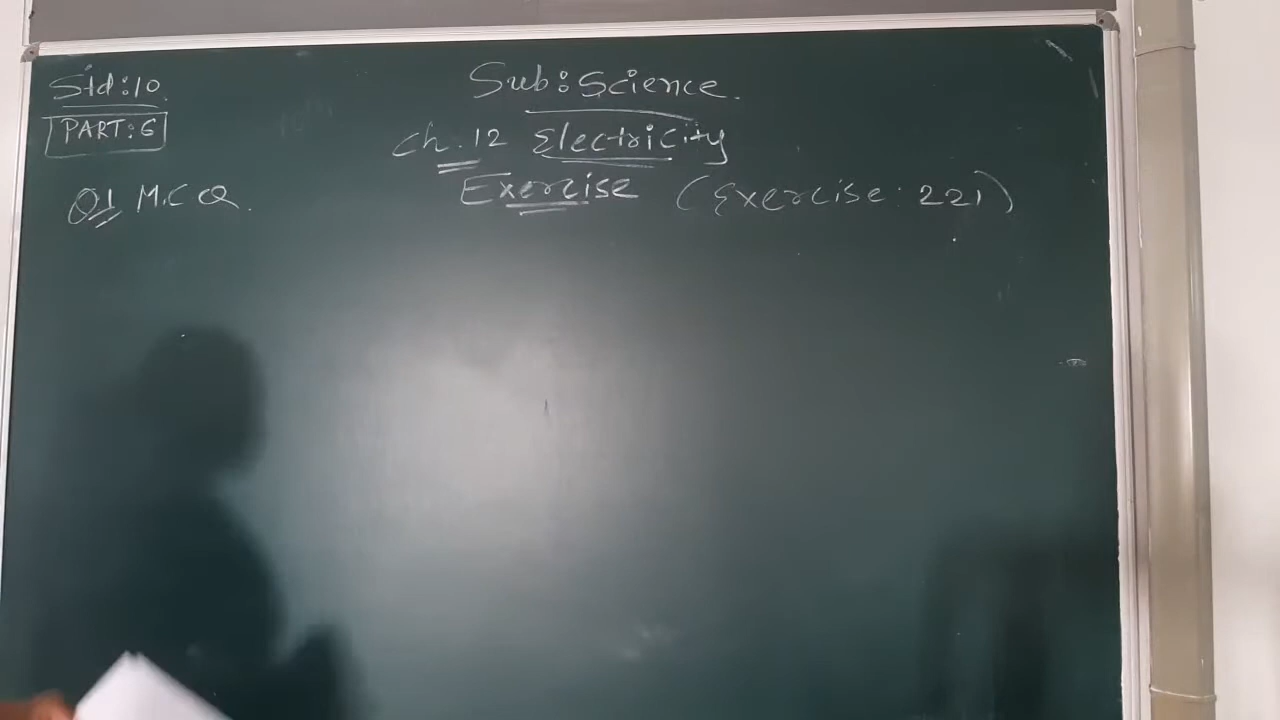 Std:10.
Sub:Science.
PART:6
Ch.12 Electricity
Q1 M.C Q.
Exercise (Exercise:221)